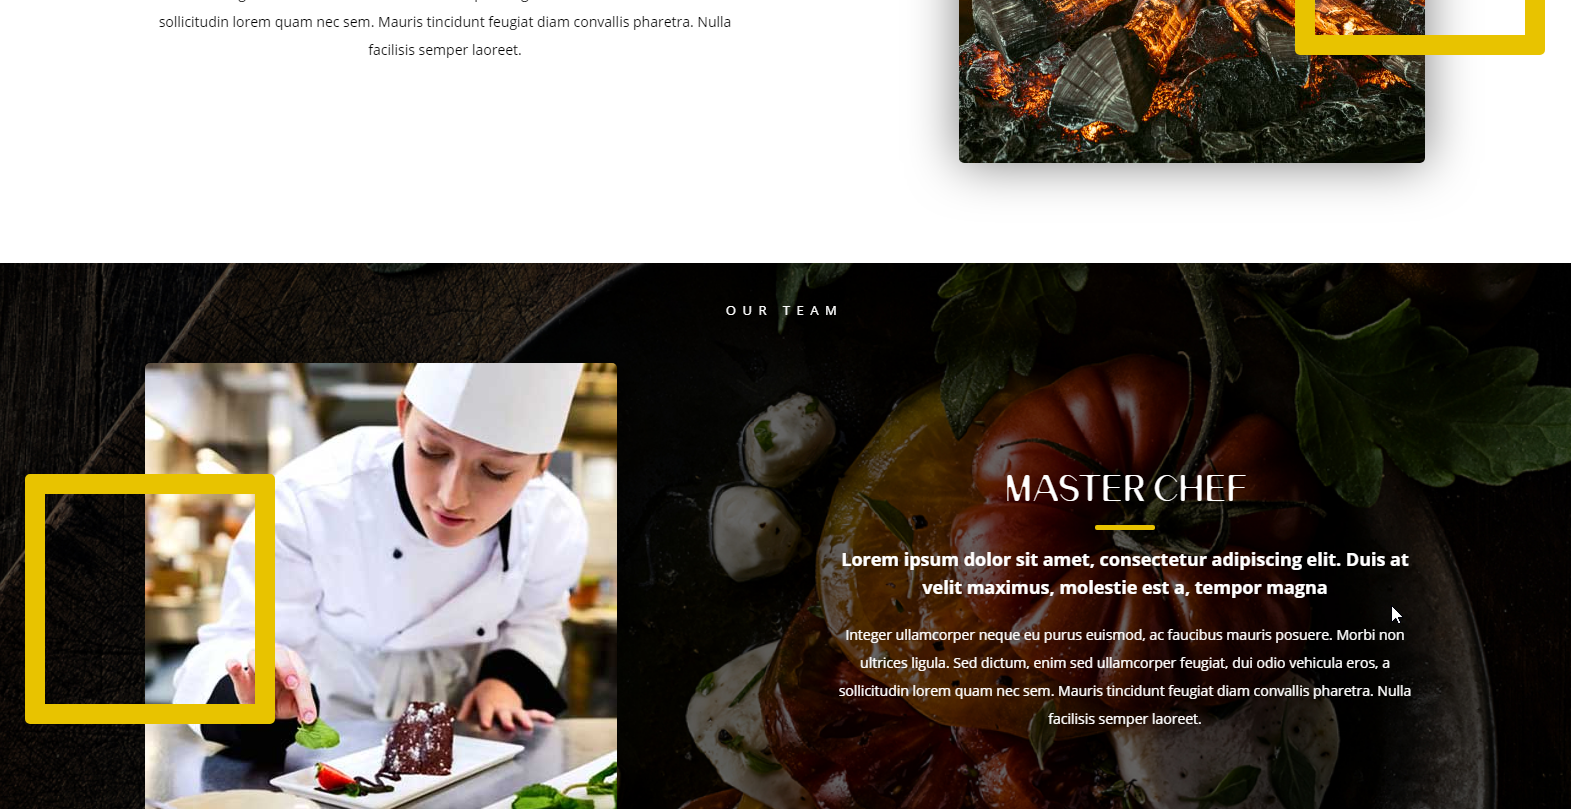 sollicitudin lorem quam nec sem. Mauris tincidunt feugiat diam convallis pharetra. Nulla
facilisis semper laoreet.
OUR TEAM
MASTER CHEF
Lorem ipsum dolor sit amet, consectetur adipiscing elit. Duis at
velit maximus, molestie est a, tempor magna
Integer ullamcorper neque eu purus euismod, ac faucibus mauris posuere. Morbi non
ultrices ligula. Sed dictum, enim sed ullamcorper feugiat, dui odio vehicula eros, a
sollicitudin lorem quam nec sem. Mauris tincidunt feugiat diam convallis pharetra. Nulla
facilisis semper laoreet.